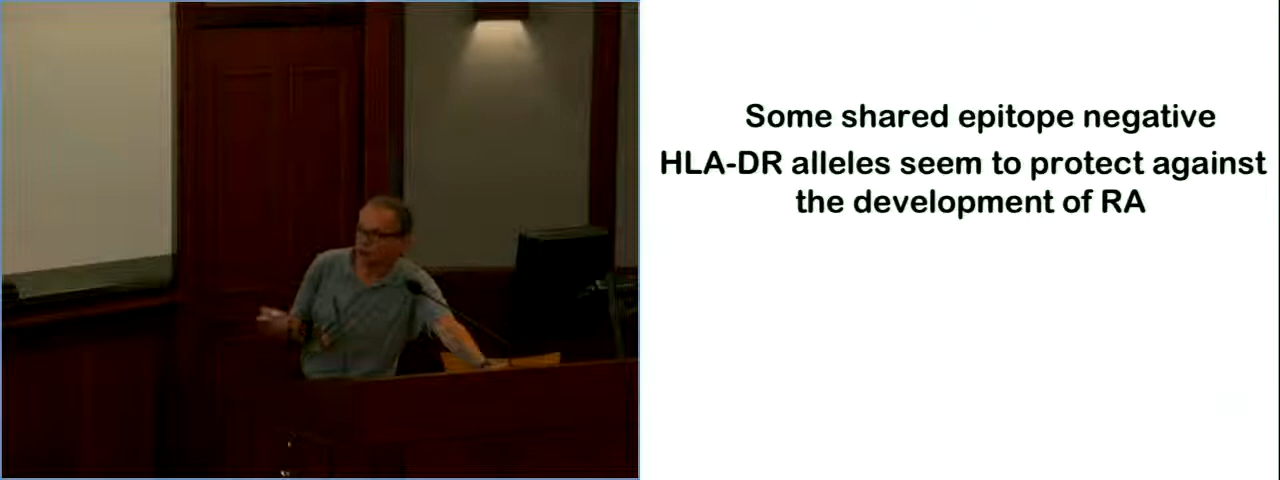 Some shared epitope negative
HLA-DR alleles seem to protect against
the development of RA